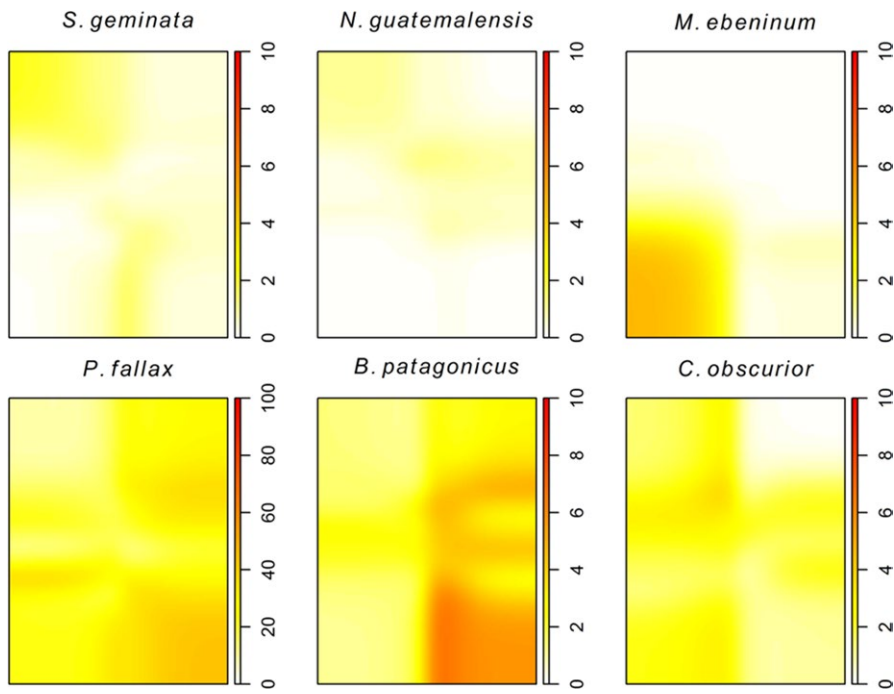 S. geminata N. guatemalensis M. ebeninum
0 2 4 6 8 10 0 2 4 6 8 10 0 2 4 6 8 10
P. fallax B. patagonicus C. obscurior
0 20 40 60 80 100 0 2 4 6 8 10 0 2 4 6 8 10